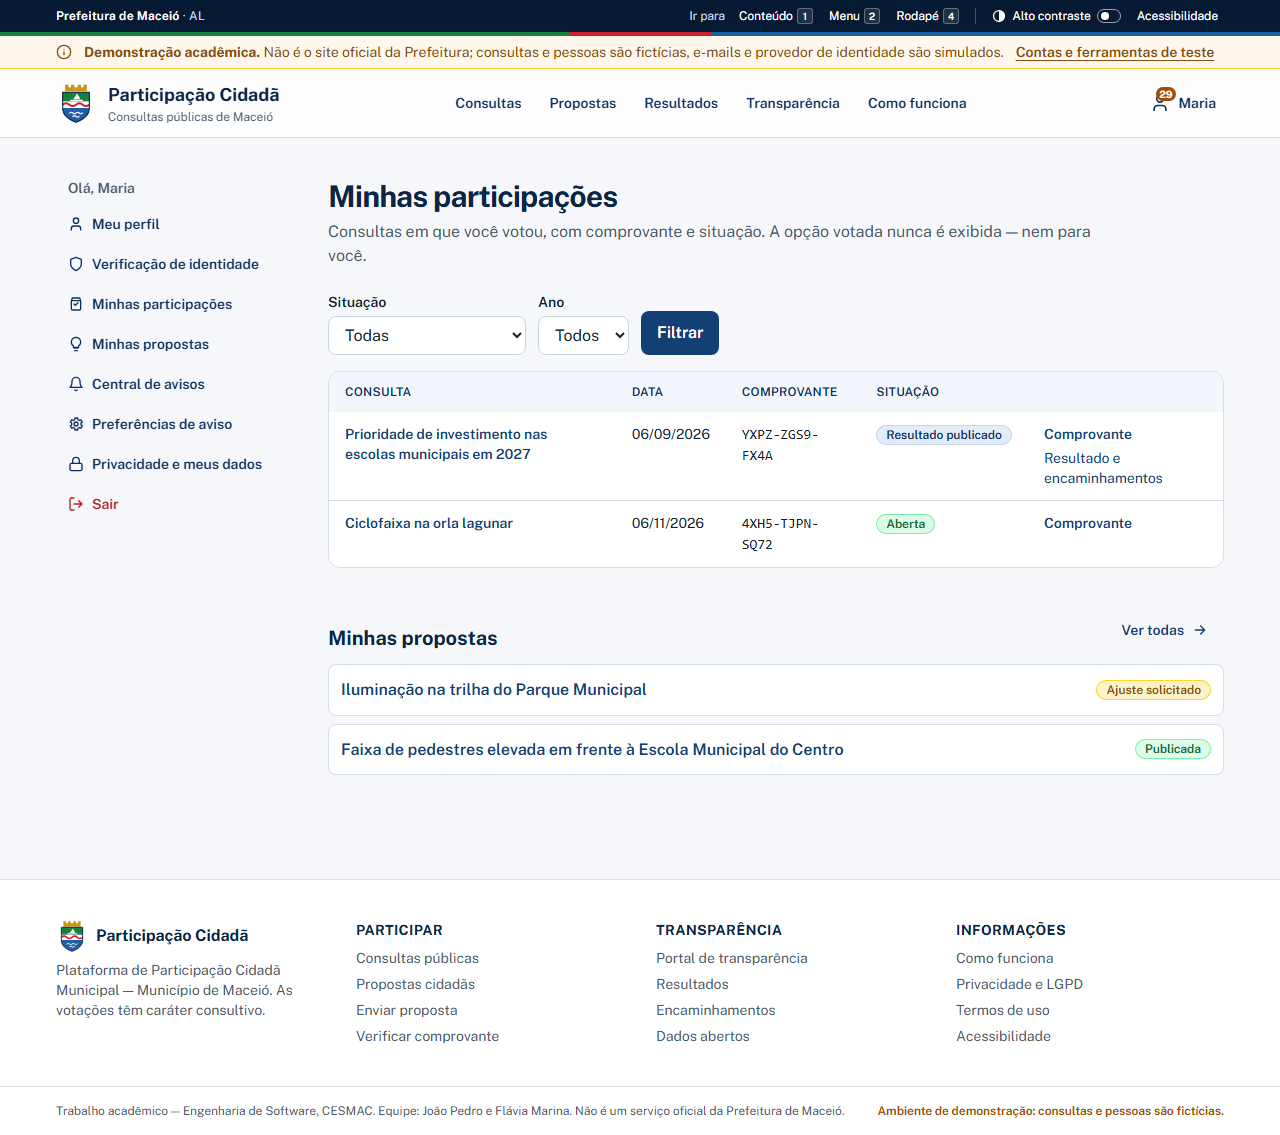 Prefeitura de Maceió · AL
Ir para Conteúdo 1 Menu 2 Rodapé 4 Alto contraste Acessibilidade
Demonstração acadêmica. Não é o site oficial da Prefeitura; consultas e pessoas são fictícias, e-mails e provedor de identidade são simulados. Contas e ferramentas de teste
Participação Cidadã
Consultas públicas de Maceió
Consultas Propostas Resultados Transparência Como funciona
29 Maria
Olá, Maria
Meu perfil
Verificação de identidade
Minhas participações
Minhas propostas
Central de avisos
Preferências de aviso
Privacidade e meus dados
Sair
Minhas participações
Consultas em que você votou, com comprovante e situação. A opção votada nunca é exibida — nem para
você.
Situação Ano
Todas Todos Filtrar
CONSULTA DATA COMPROVANTE SITUAÇÃO
Prioridade de investimento nas 06/09/2026 YXPZ-ZGS9- Resultado publicado Comprovante
escolas municipais em 2027 FX4A Resultado e
encaminhamentos
Ciclofaixa na orla lagunar 06/11/2026 4XH5-TJPN- Aberta Comprovante
SQ72
Minhas propostas Ver todas
Iluminação na trilha do Parque Municipal Ajuste solicitado
Faixa de pedestres elevada em frente à Escola Municipal do Centro Publicada
Participação Cidadã
Plataforma de Participação Cidadã
Municipal — Município de Maceió. As
votações têm caráter consultivo.
PARTICIPAR
Consultas públicas
Propostas cidadãs
Enviar proposta
Verificar comprovante
TRANSPARÊNCIA
Portal de transparência
Resultados
Encaminhamentos
Dados abertos
INFORMAÇÕES
Como funciona
Privacidade e LGPD
Termos de uso
Acessibilidade
Trabalho acadêmico — Engenharia de Software, CESMAC. Equipe: João Pedro e Flávia Marina. Não é um serviço oficial da Prefeitura de Maceió. Ambiente de demonstração: consultas e pessoas são fictícias.